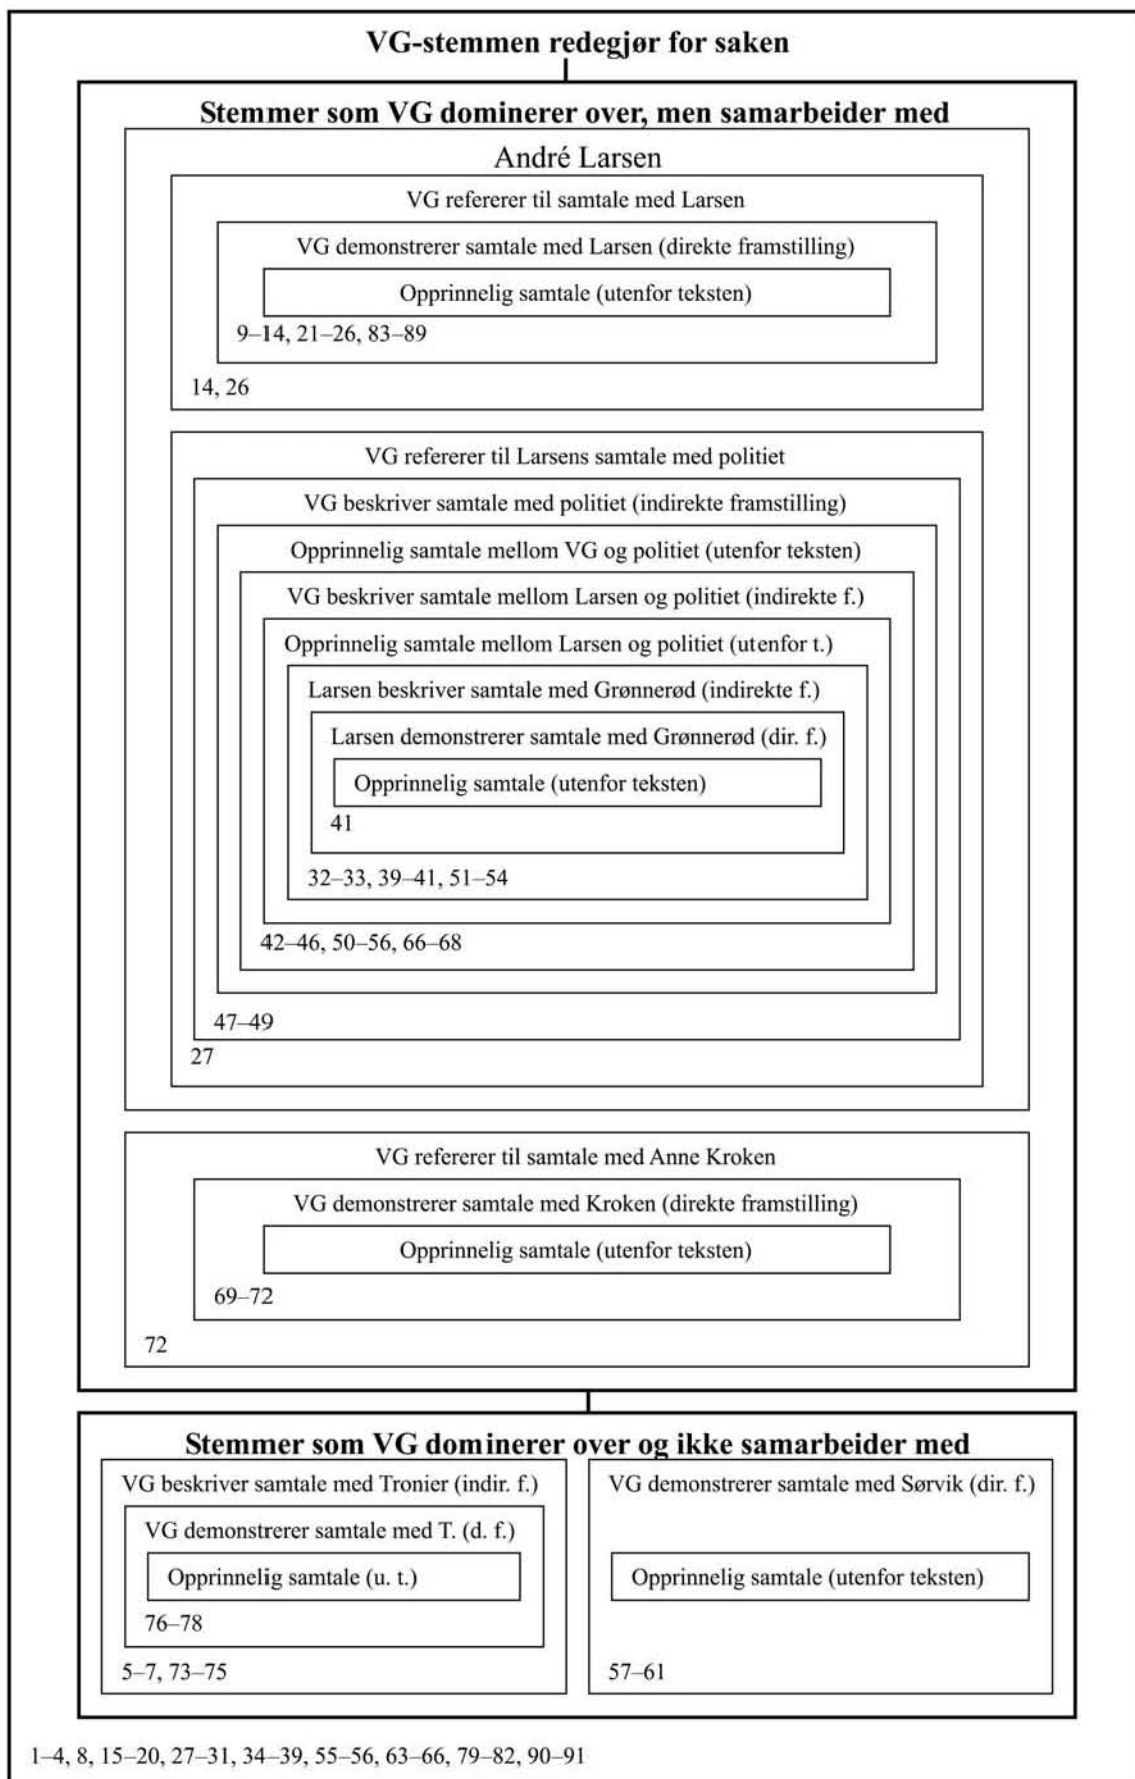 VG-stemmen redegjør for saken
Stemmer som VG dominerer over, men samarbeider med
André Larsen
VG refererer til samtale med Larsen
VG demonstrerer samtale med Larsen (direkte framstilling)
Opprinnelig samtale (utenfor teksten)
9–14, 21–26, 83–89
14, 26
VG refererer til Larsens samtale med politiet
VG beskriver samtale med politiet (indirekte framstilling)
Opprinnelig samtale mellom VG og politiet (utenfor teksten)
VG beskriver samtale mellom Larsen og politiet (indirekte f.)
Opprinnelig samtale mellom Larsen og politiet (utenfor t.)
Larsen beskriver samtale med Grønnerød (indirekte f.)
Larsen demonstrerer samtale med Grønnerød (dir. f.)
Opprinnelig samtale (utenfor teksten)
41
32–33, 39–41, 51–54
42–46, 50–56, 66–68
47–49
27
VG refererer til samtale med Anne Kroken
VG demonstrerer samtale med Kroken (direkte framstilling)
Opprinnelig samtale (utenfor teksten)
69–72
72
Stemmer som VG dominerer over og ikke samarbeider med
VG beskriver samtale med Tronier (indir. f.)
VG demonstrerer samtale med T. (d. f.)
Opprinnelig samtale (u. t.)
76–78
5–7, 73–75
VG demonstrerer samtale med Sørvik (dir. f.)
Opprinnelig samtale (utenfor teksten)
57–61
1–4, 8, 15–20, 27–31, 34–39, 55–56, 63–66, 79–82, 90–91